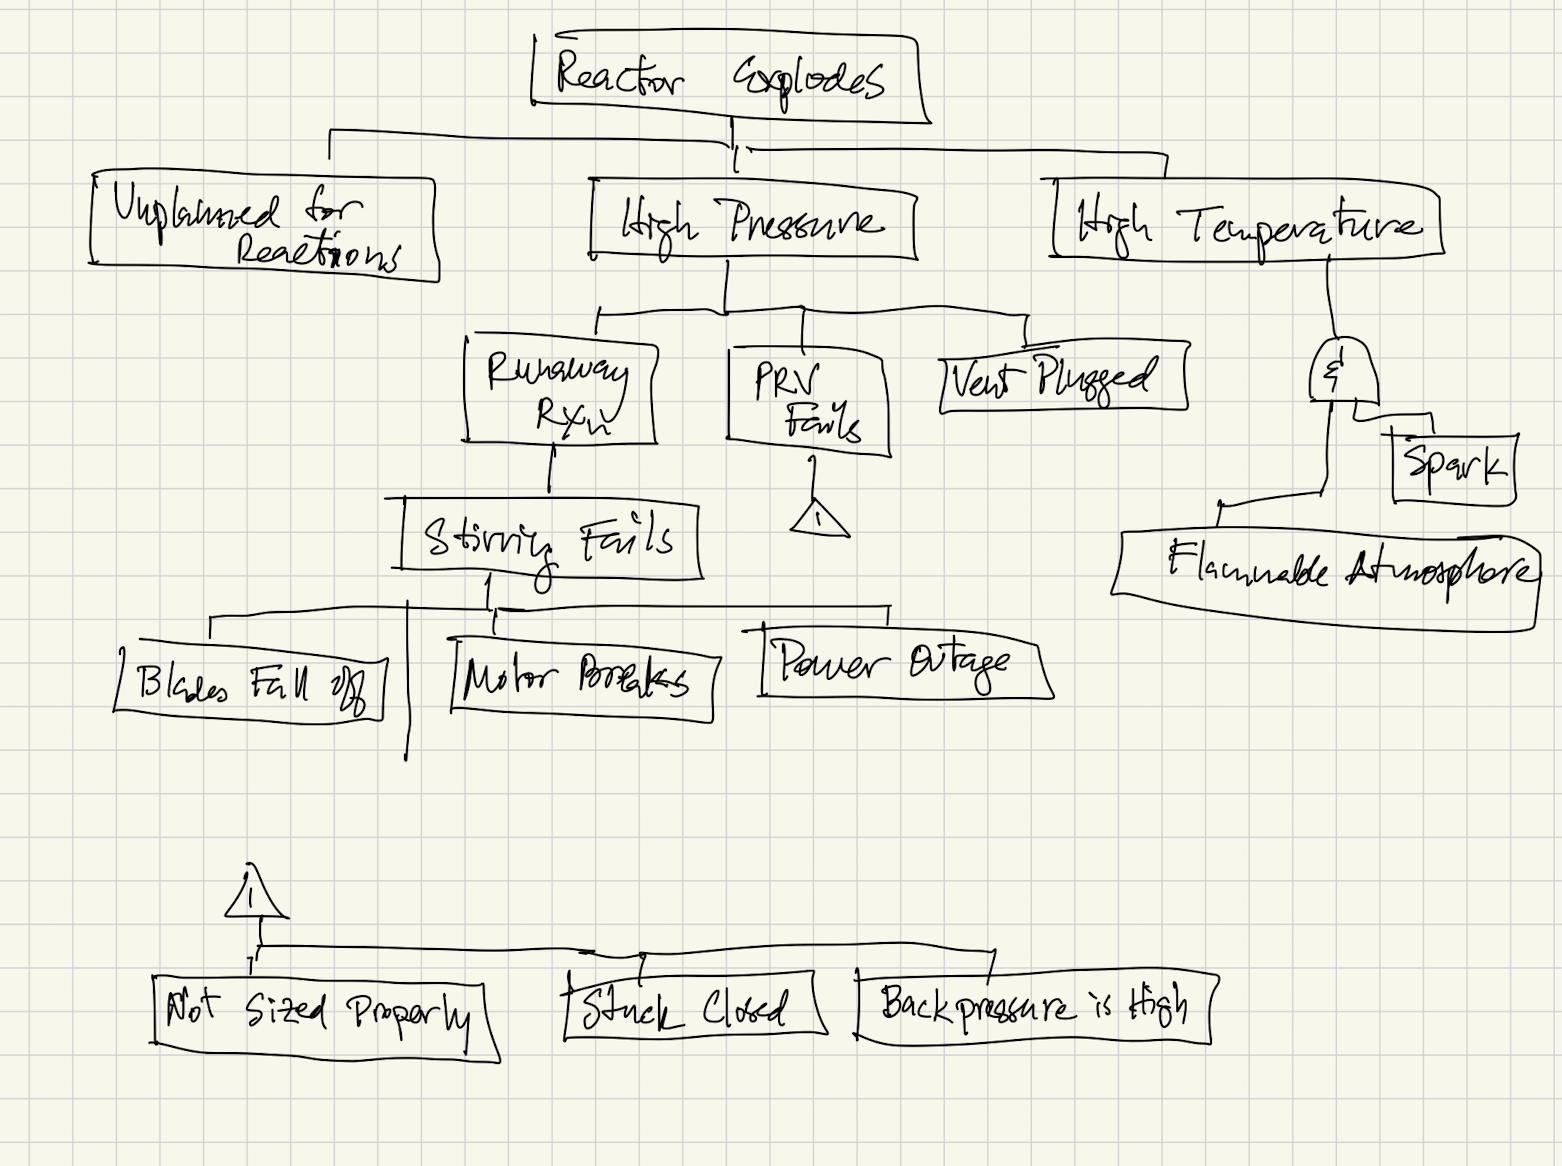 Reactor Explodes
Unplanned for
Reactions
High Pressure
High Temperature
Runaway
Rxn
PRV
Fails
Vent Plugged
&
Spark
1
Stirring Fails
Flammable Atmosphere
Blades Fall off
Motor Breaks
Power Outage
1
Not Sized Properly
Stuck Closed
Backpressure is High